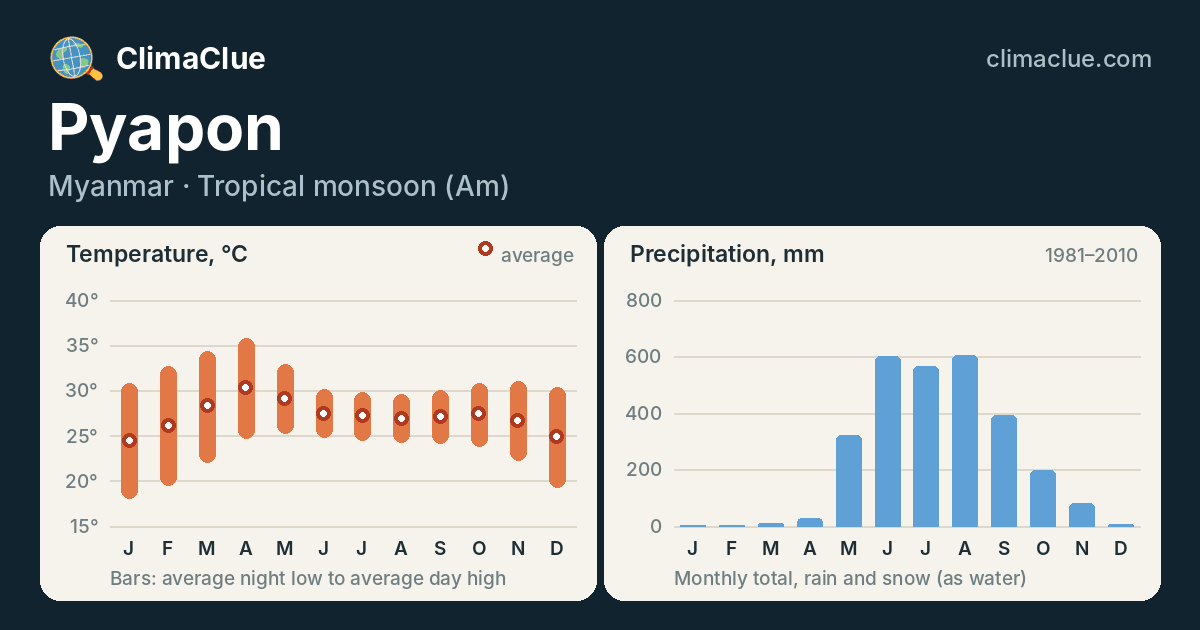 ClimaClue
climaclue.com
Pyapon
Myanmar · Tropical monsoon (Am)
Temperature, °C
average
40°
35°
30°
25°
20°
15°
J F M A M J J A S O N D
Bars: average night low to average day high
Precipitation, mm
1981–2010
800
600
400
200
0
J F M A M J J A S O N D
Monthly total, rain and snow (as water)